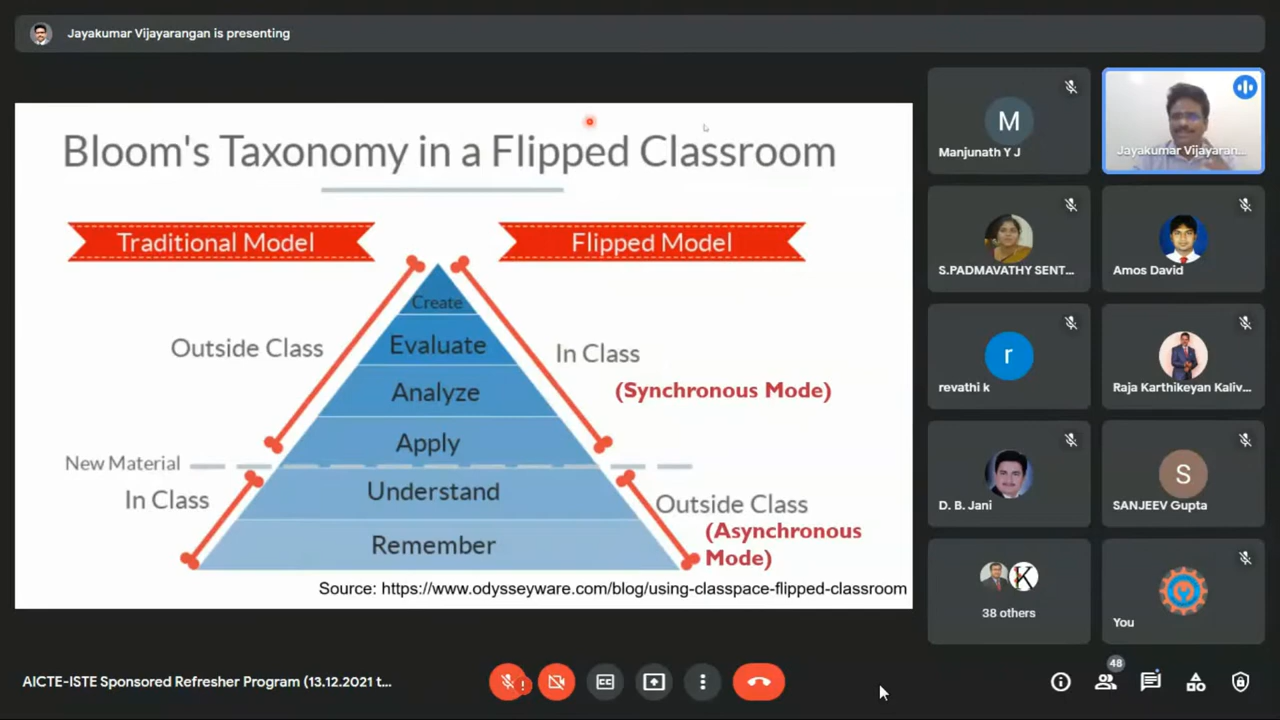 Jayakumar Vijayarangan is presenting
Bloom's Taxonomy in a Flipped Classroom
Traditional Model
Flipped Model
Create
Outside Class
Evaluate
In Class
Analyze
(Synchronous Mode)
Apply
New Material
In Class
Understand
Outside Class
(Asynchronous
Mode)
Remember
Source: https://www.odysseyware.com/blog/using-classpace-flipped-classroom
M
Manjunath Y J
Jayakumar Vijayaran...
S.PADMAVATHY SENT...
Amos David
r
revathi k
Raja Karthikeyan Kaliv...
D. B. Jani
S
SANJEEV Gupta
K
38 others
You
AICTE-ISTE Sponsored Refresher Program (13.12.2021 t...
!
CC
48